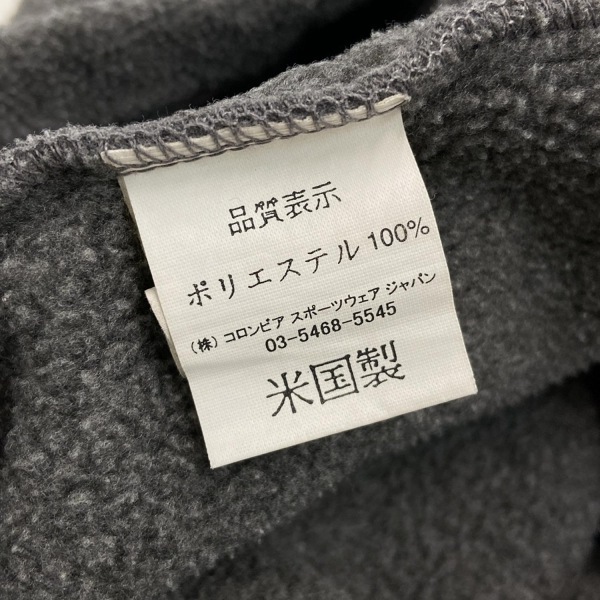 品質表示
ポリエステル 100%
(株) コロンビア スポーツウェア ジャパン
03-5468-5545
米国製